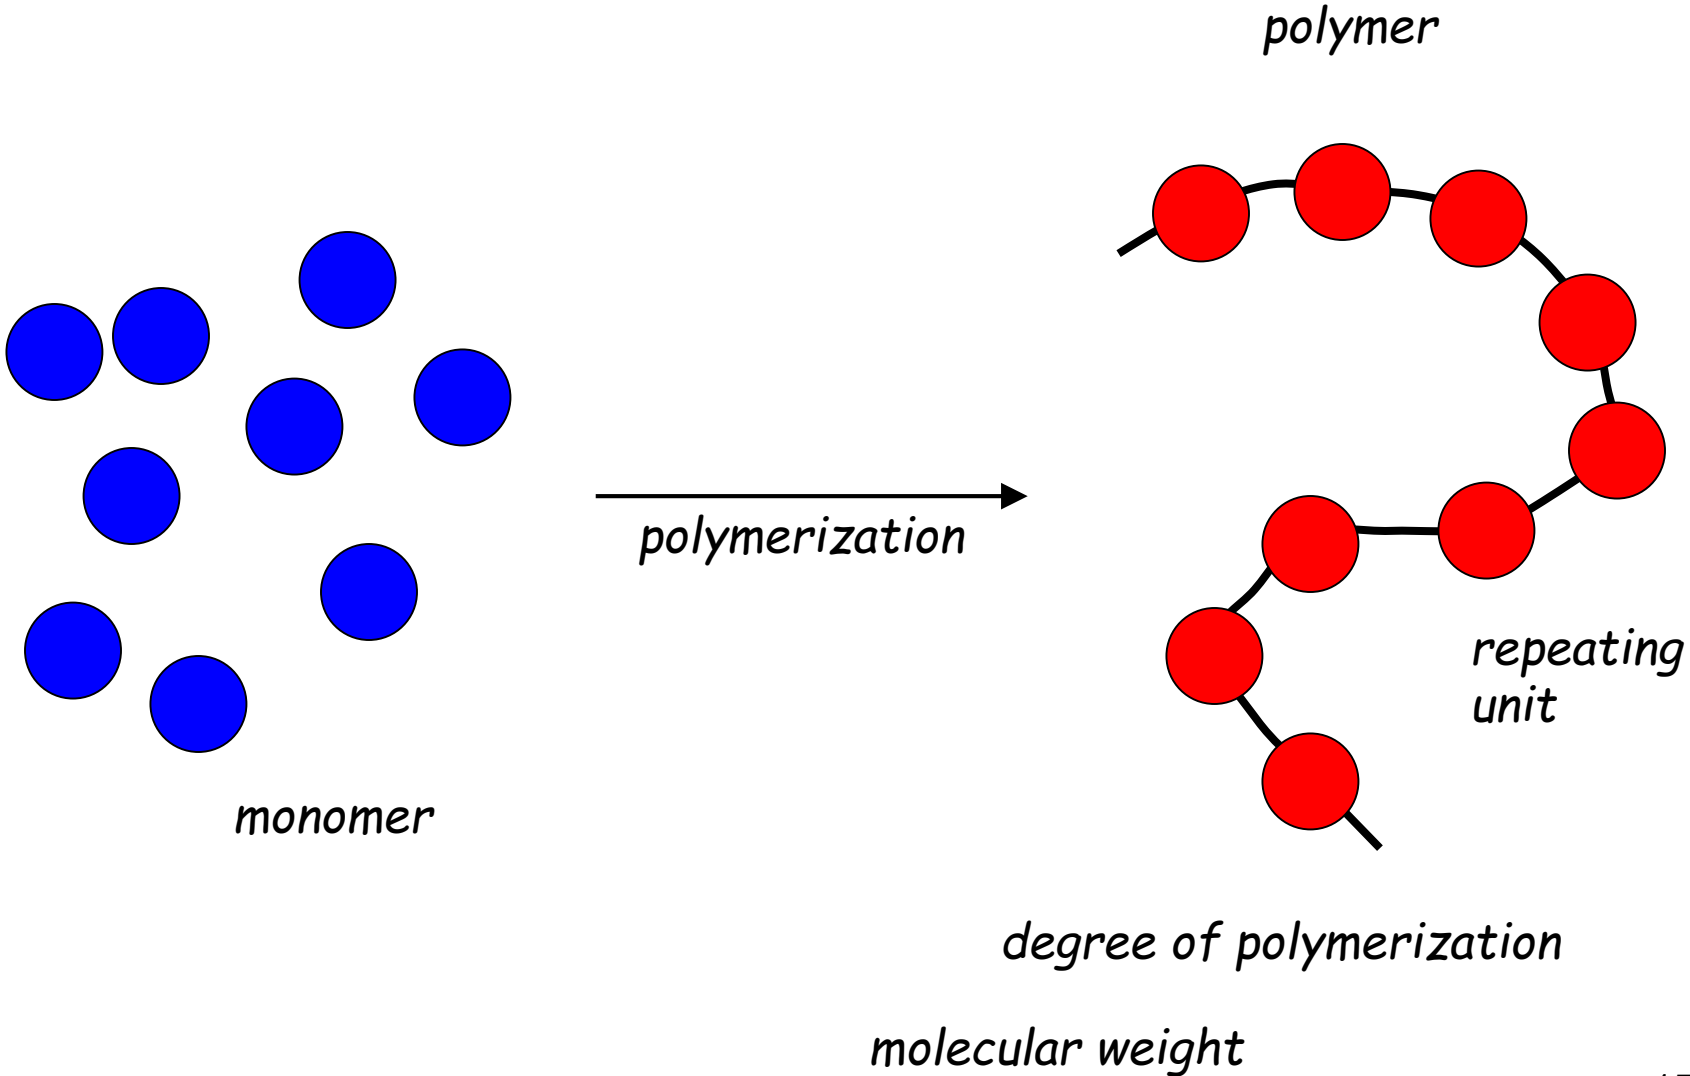 polymer
polymerization
repeating
unit
monomer
degree of polymerization
molecular weight